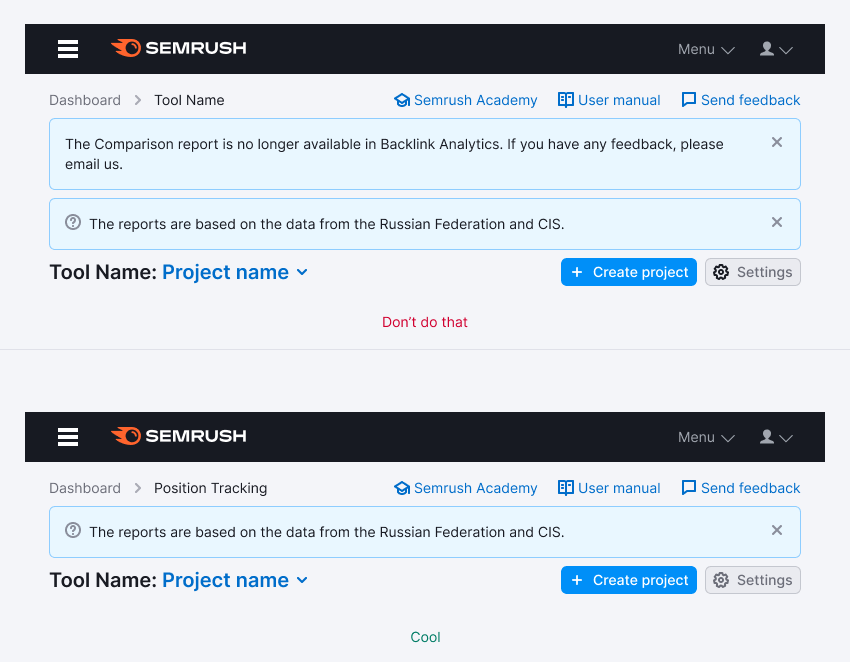 SEMRUSH Menu
Dashboard Tool Name Semrush Academy User manual Send feedback
The Comparison report is no longer available in Backlink Analytics. If you have any feedback, please
email us.
The reports are based on the data from the Russian Federation and CIS.
Tool Name: Project name + Create project Settings
Don’t do that
SEMRUSH Menu
Dashboard Position Tracking Semrush Academy User manual Send feedback
The reports are based on the data from the Russian Federation and CIS.
Tool Name: Project name + Create project Settings
Cool